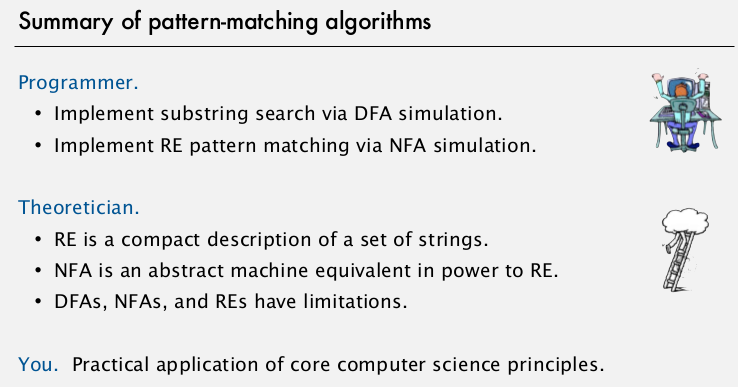 Summary of pattern-matching algorithms
Programmer.
• Implement substring search via DFA simulation.
• Implement RE pattern matching via NFA simulation.
Theoretician.
• RE is a compact description of a set of strings.
• NFA is an abstract machine equivalent in power to RE.
• DFAs, NFAs, and REs have limitations.
You. Practical application of core computer science principles.